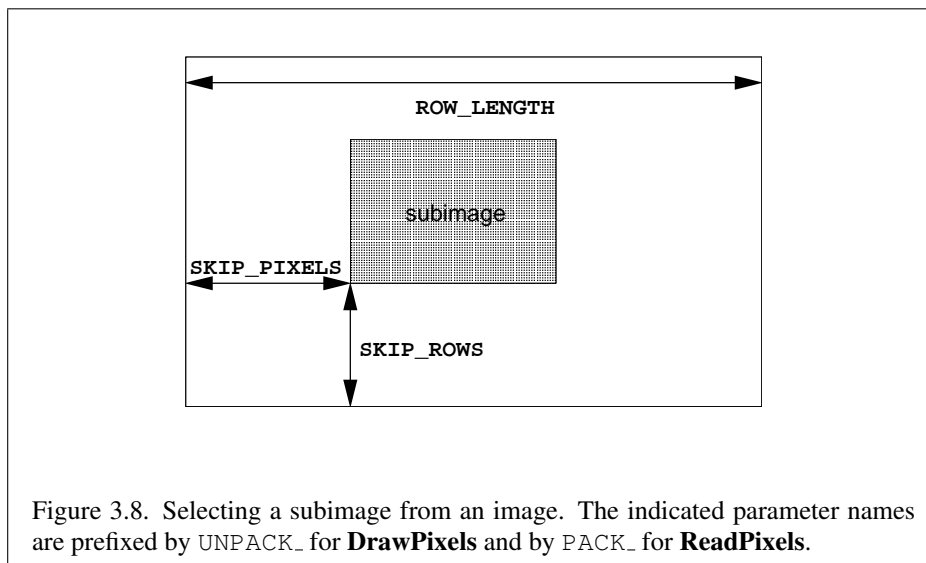 ROW_LENGTH
subimage
SKIP_PIXELS
SKIP_ROWS
Figure 3.8. Selecting a subimage from an image. The indicated parameter names
are prefixed by UNPACK_ for DrawPixels and by PACK_ for ReadPixels.